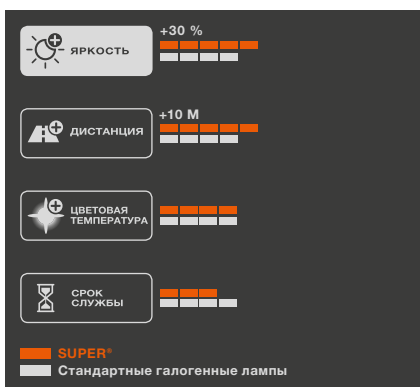 +30 %
ЯРКОСТЬ
+10 М
ДИСТАНЦИЯ
ЦВЕТОВАЯ
ТЕМПЕРАТУРА
СРОК
СЛУЖБЫ
SUPER®
Стандартные галогенные лампы